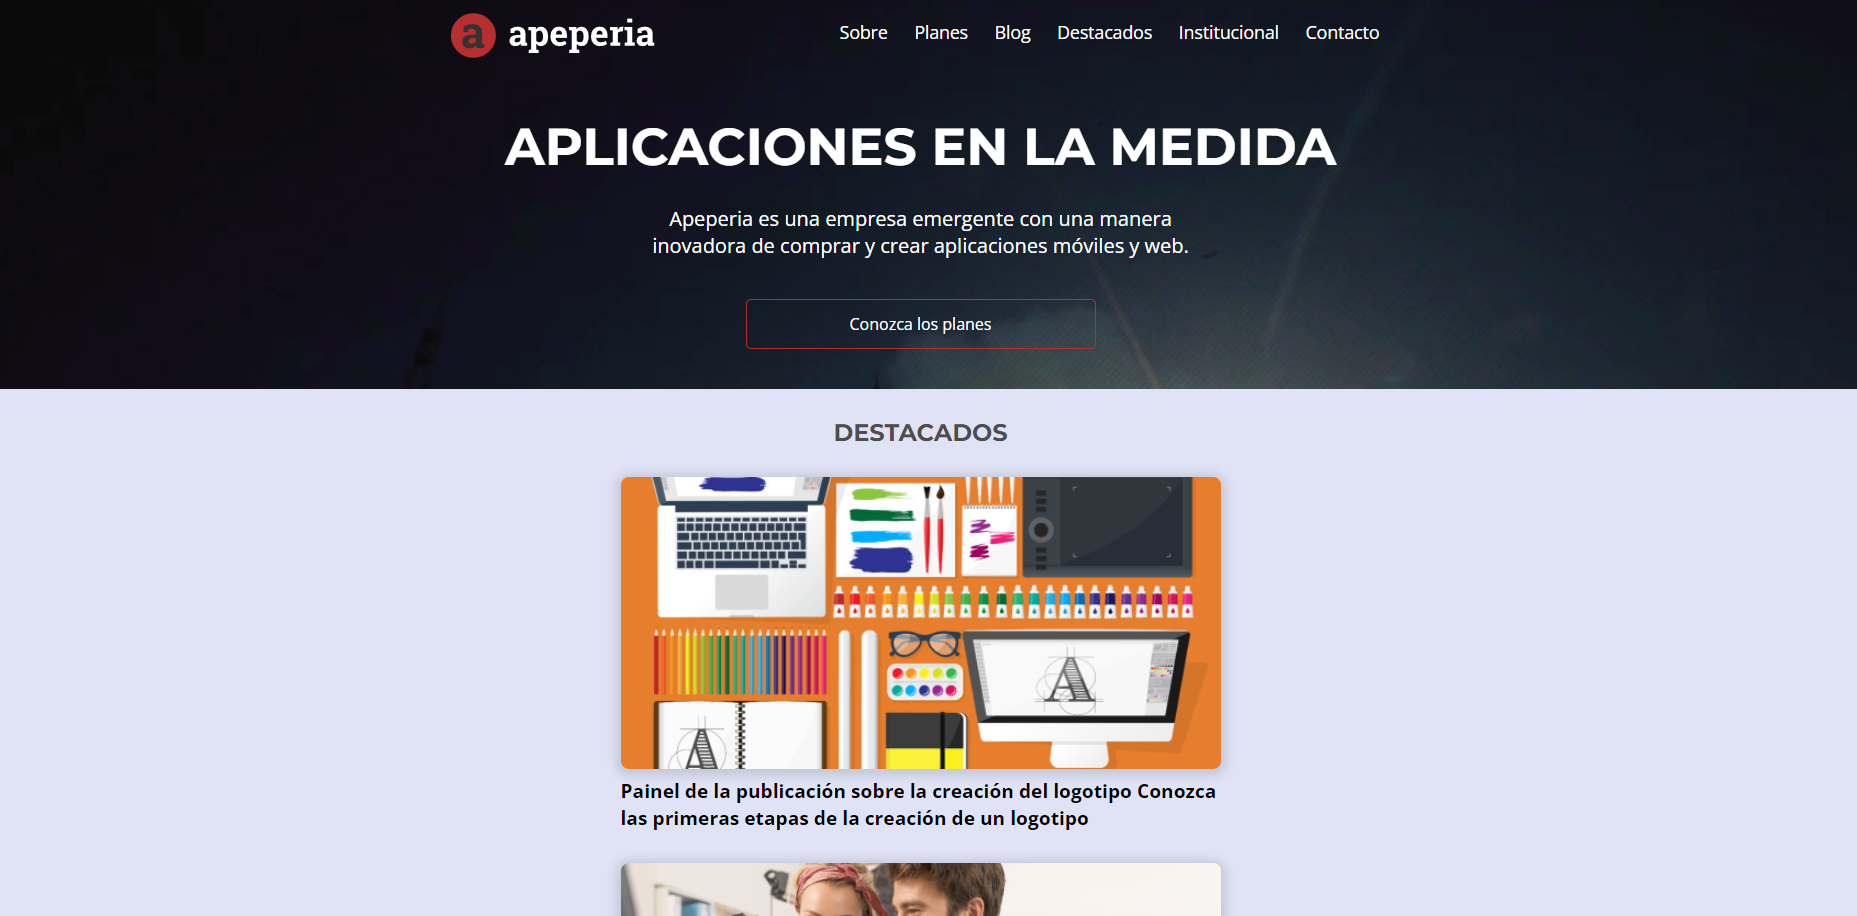 a apeperia
Sobre Planes Blog Destacados Institucional Contacto
APLICACIONES EN LA MEDIDA
Apeperia es una empresa emergente con una manera
inovadora de comprar y crear aplicaciones móviles y web.
Conozca los planes
DESTACADOS
A
A
Painel de la publicación sobre la creación del logotipo Conozca
las primeras etapas de la creación de un logotipo